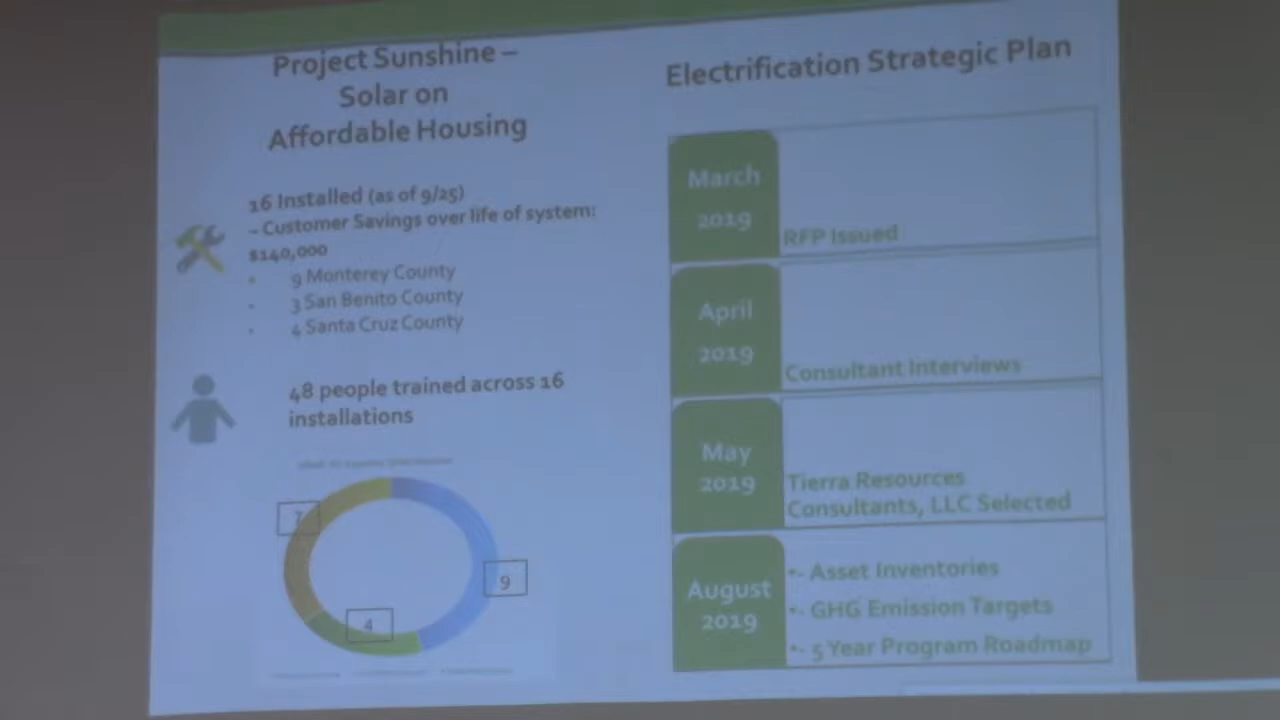 Project Sunshine –
Solar on
Affordable Housing
16 Installed (as of 9/25)
– Customer Savings over life of system:
$140,000
• 9 Monterey County
• 3 San Benito County
• 4 Santa Cruz County
48 people trained across 16
installations
7
9
4
Electrification Strategic Plan
March
2019
RFP Issued
April
2019
Consultant Interviews
May
2019
Tierra Resources
Consultants, LLC Selected
August
2019
•- Asset Inventories
•- GHG Emission Targets
•- 5 Year Program Roadmap